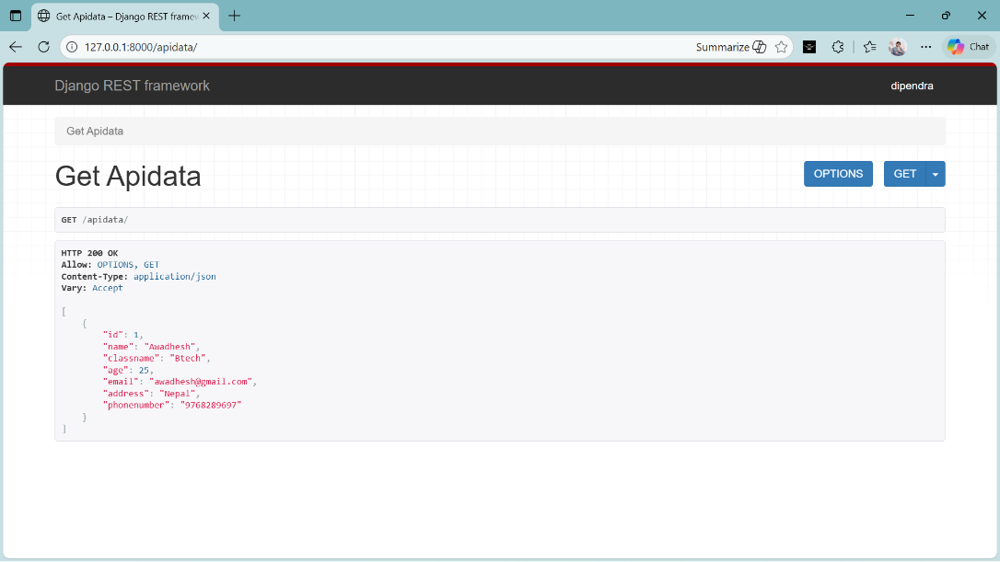 Get Apidata – Django REST framew
127.0.0.1:8000/apidata/
Summarize
Chat
Django REST framework
dipendra
Get Apidata
Get Apidata
OPTIONS
GET
GET /apidata/
HTTP 200 OK
Allow: OPTIONS, GET
Content-Type: application/json
Vary: Accept
[
    {
        "id": 1,
        "name": "Awadhesh",
        "classname": "Btech",
        "age": 25,
        "email": "awadhesh@gmail.com",
        "address": "Nepal",
        "phonenumber": "9768289697"
    }
]